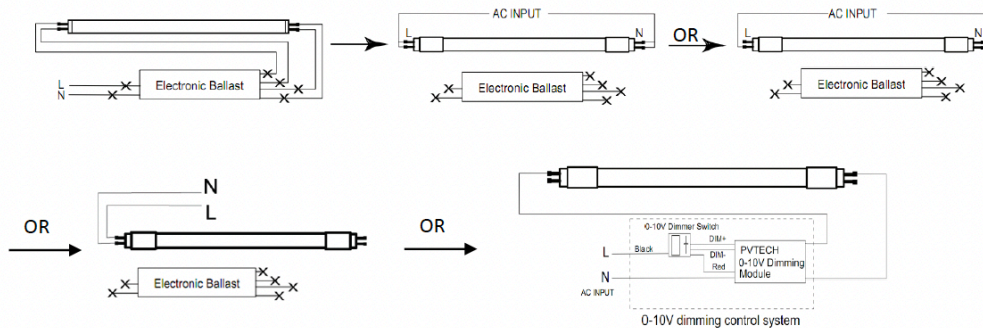 L
N
Electronic Ballast
AC INPUT
L
N
Electronic Ballast
OR
AC INPUT
L
N
Electronic Ballast
OR
N
L
Electronic Ballast
OR
0-10V Dimmer Switch
L
Black
DIM+
DIM-
Red
N
AC INPUT
PVTECH
0-10V Dimming
Module
0-10V dimming control system